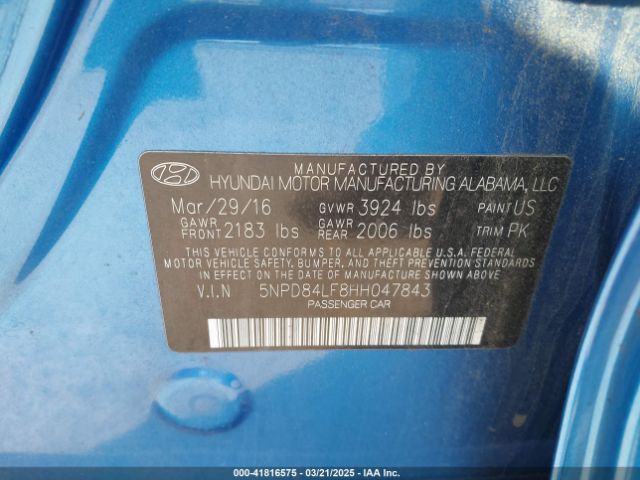 MANUFACTURED BY
HYUNDAI MOTOR MANUFACTURING ALABAMA, LLC
Mar/29/16 GVWR 3924 lbs PAINT US
GAWR FRONT 2183 lbs GAWR REAR 2006 lbs TRIM PK
THIS VEHICLE CONFORMS TO ALL APPLICABLE U.S.A. FEDERAL
MOTOR VEHICLE SAFETY, BUMPER, AND THEFT PREVENTION STANDARDS
IN EFFECT ON THE DATE OF MANUFACTURE SHOWN ABOVE.
V.I.N 5NPD84LF8HH047843
PASSENGER CAR
000-41816575 — 03/21/2025 — IAA Inc.